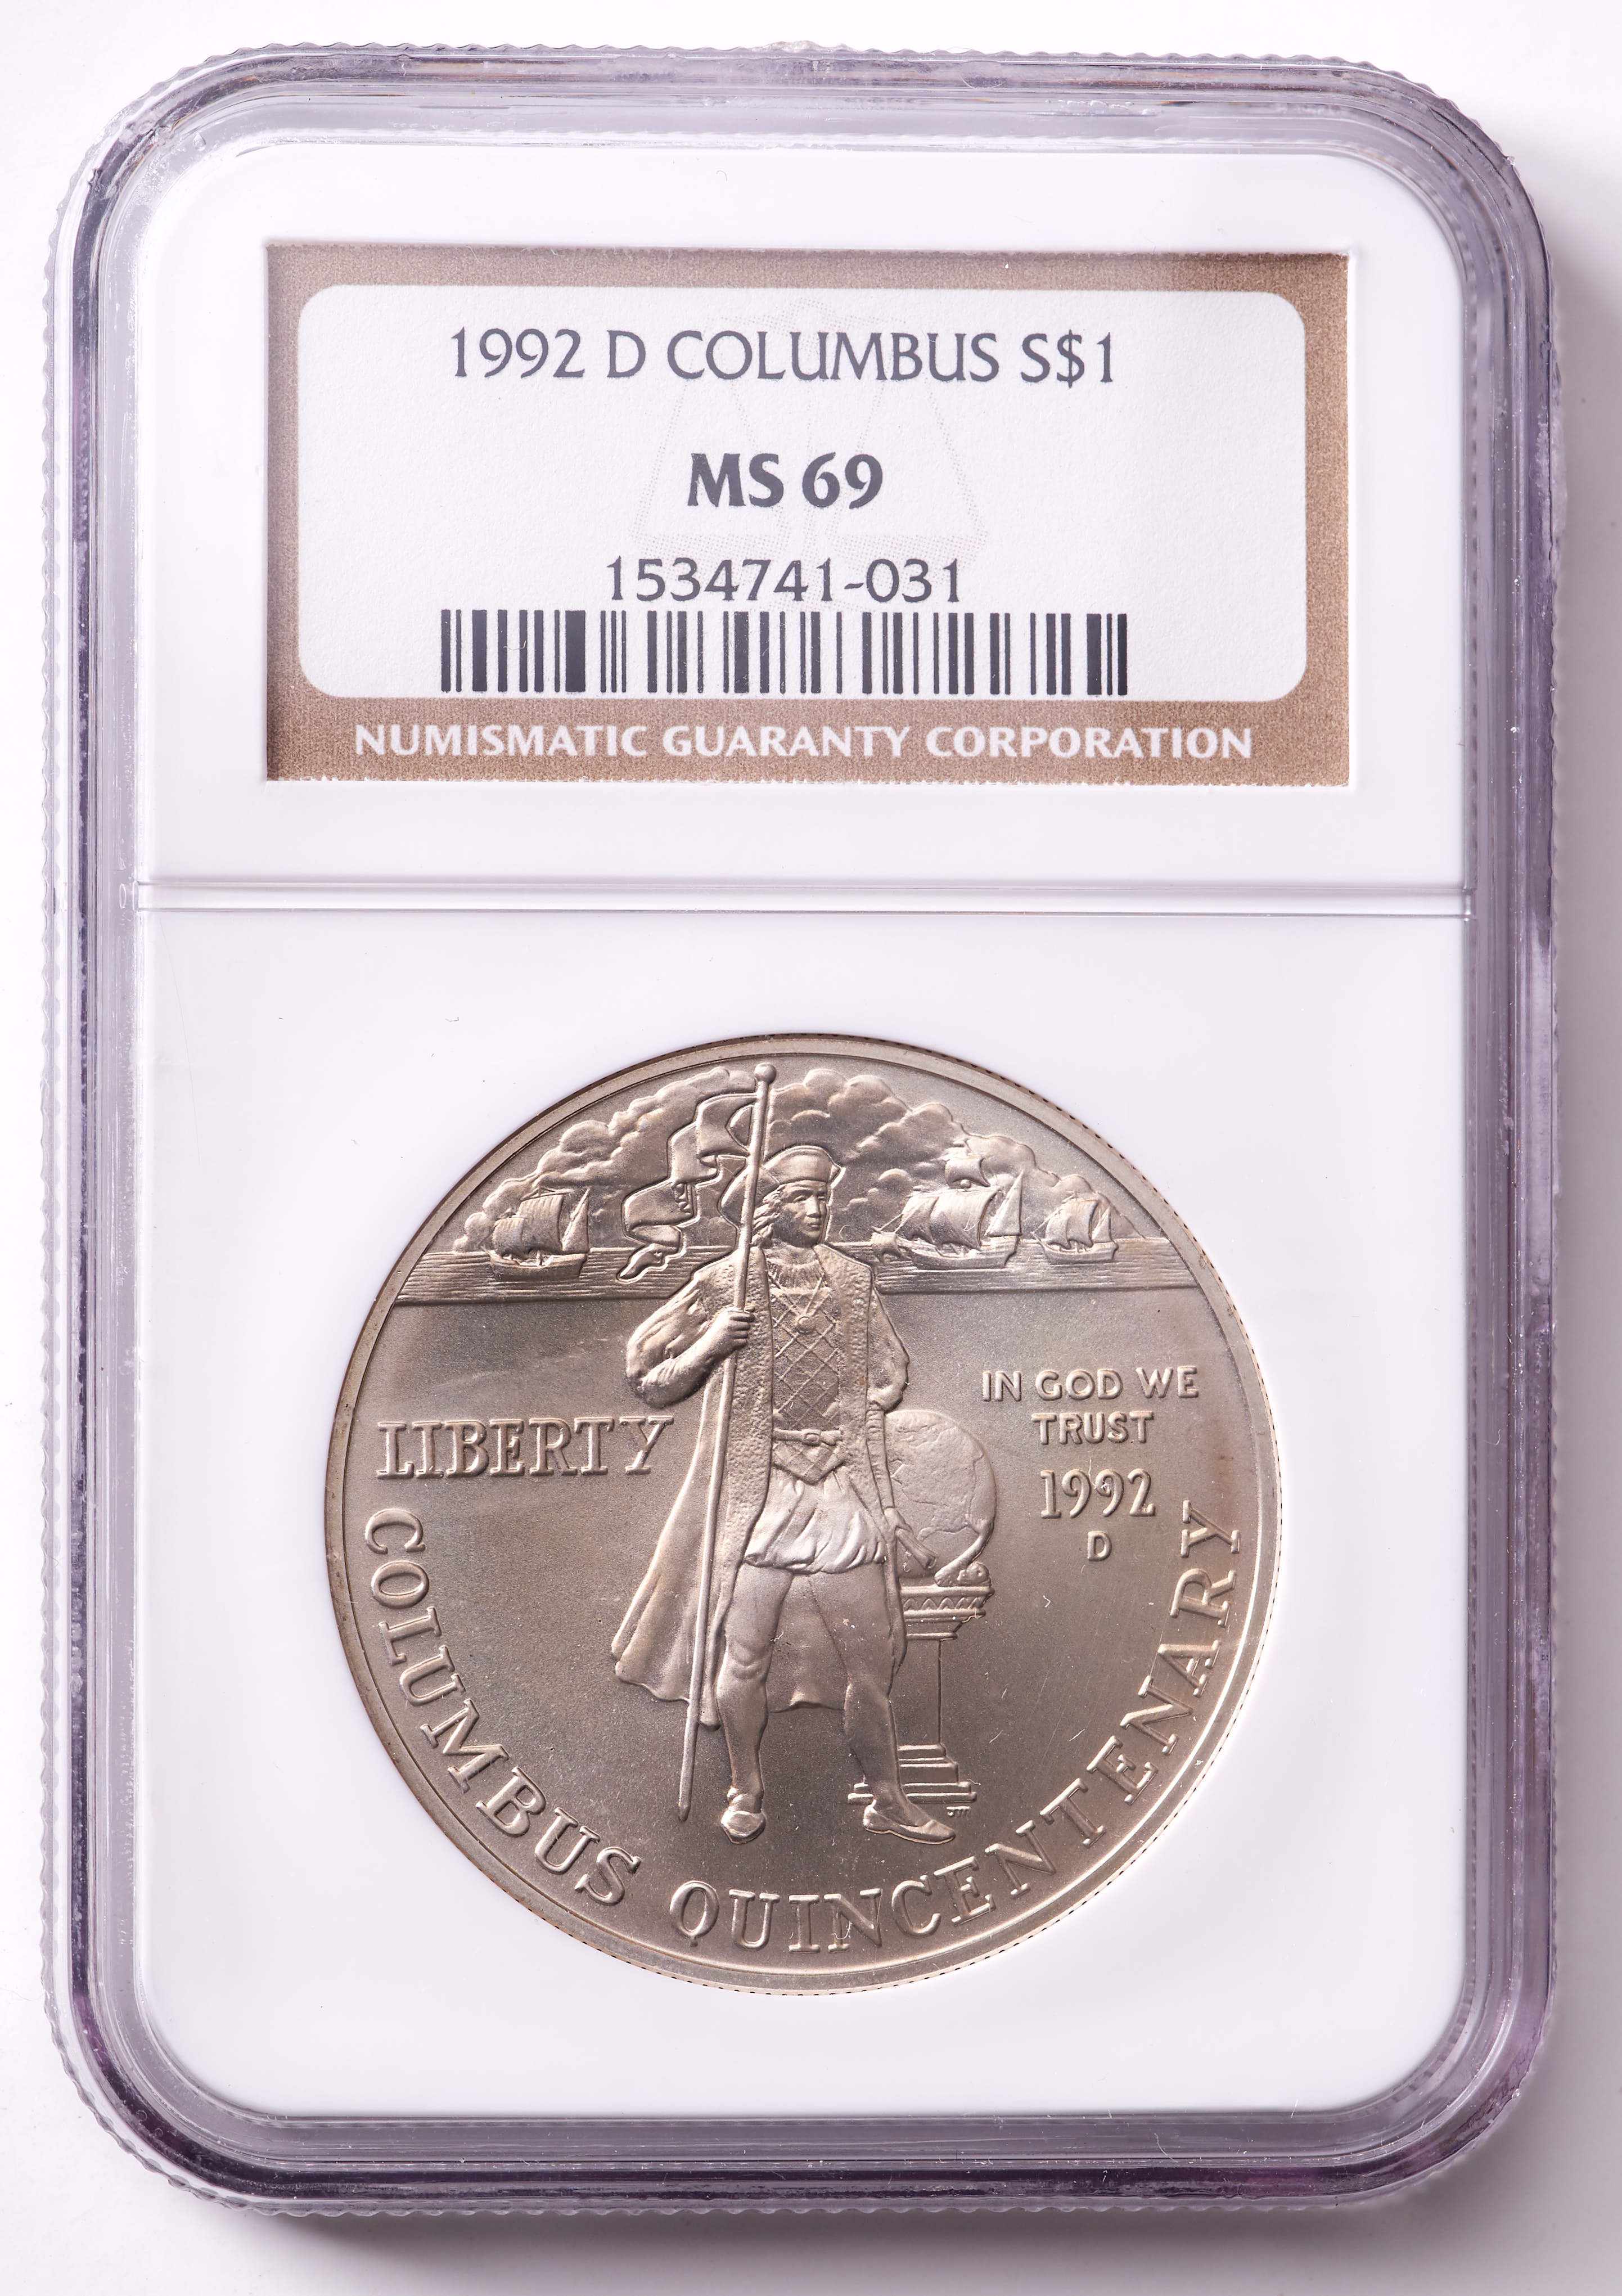 1992 D COLUMBUS S$1
MS 69
1534741-031
NUMISMATIC GUARANTY CORPORATION
IN GOD WE
TRUST
LIBERTY
1992
D
COLUMBUS QUINCENTENARY